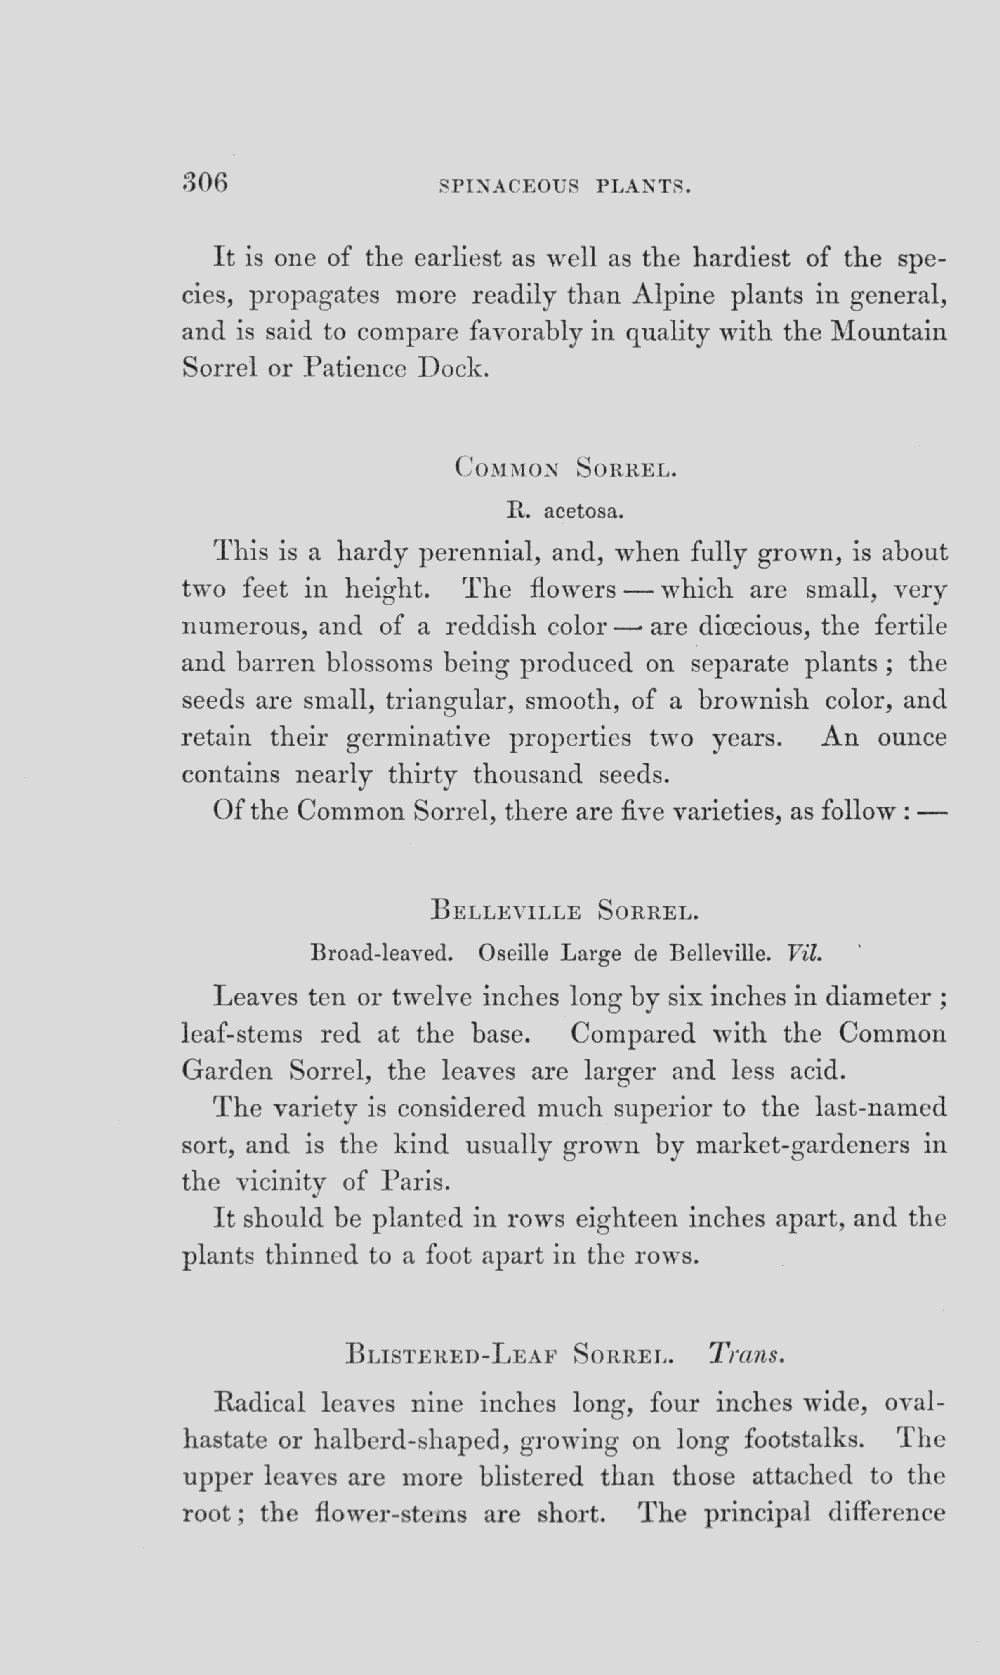 306 SPINACEOUS PLANTS.
It is one of the earliest as well as the hardiest of the spe-
cies, propagates more readily than Alpine plants in general,
and is said to compare favorably in quality with the Mountain
Sorrel or Patience Dock.
COMMON SORREL.
R. acetosa.
This is a hardy perennial, and, when fully grown, is about
two feet in height. The flowers — which are small, very
numerous, and of a reddish color — are diœcious, the fertile
and barren blossoms being produced on separate plants ; the
seeds are small, triangular, smooth, of a brownish color, and
retain their germinative properties two years. An ounce
contains nearly thirty thousand seeds.
Of the Common Sorrel, there are five varieties, as follow : —
BELLEVILLE SORREL.
Broad-leaved. Oseille Large de Belleville. Vil.
Leaves ten or twelve inches long by six inches in diameter ;
leaf-stems red at the base. Compared with the Common
Garden Sorrel, the leaves are larger and less acid.
The variety is considered much superior to the last-named
sort, and is the kind usually grown by market-gardeners in
the vicinity of Paris.
It should be planted in rows eighteen inches apart, and the
plants thinned to a foot apart in the rows.
BLISTERED-LEAF SORREL. Trans.
Radical leaves nine inches long, four inches wide, oval-
hastate or halberd-shaped, growing on long footstalks. The
upper leaves are more blistered than those attached to the
root ; the flower-stems are short. The principal difference